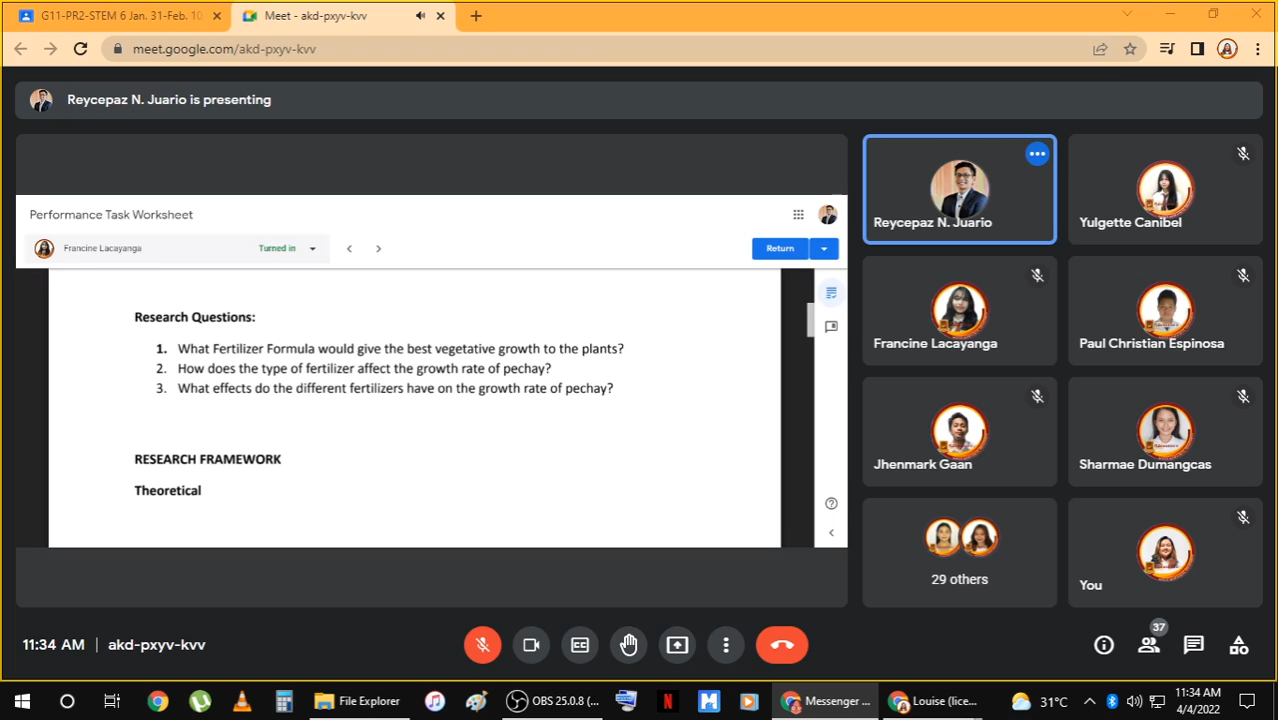 G11-PR2-STEM 6 Jan. 31-Feb. 10
Meet - akd-pxyv-kvv
meet.google.com/akd-pxyv-kvv
Reycepaz N. Juario is presenting
Performance Task Worksheet
Francine Lacayanga
Turned in
Return
Research Questions:
1. What Fertilizer Formula would give the best vegetative growth to the plants?
2. How does the type of fertilizer affect the growth rate of pechay?
3. What effects do the different fertilizers have on the growth rate of pechay?
RESEARCH FRAMEWORK
Theoretical
Reycepaz N. Juario
Yulgette Canibel
Francine Lacayanga
Paul Christian Espinosa
Jhenmark Gaan
Sharmae Dumangcas
29 others
You
11:34 AM | akd-pxyv-kvv
37
File Explorer
OBS 25.0.8 (...
Messenger ...
Louise (lice...
31°C
11:34 AM
4/4/2022